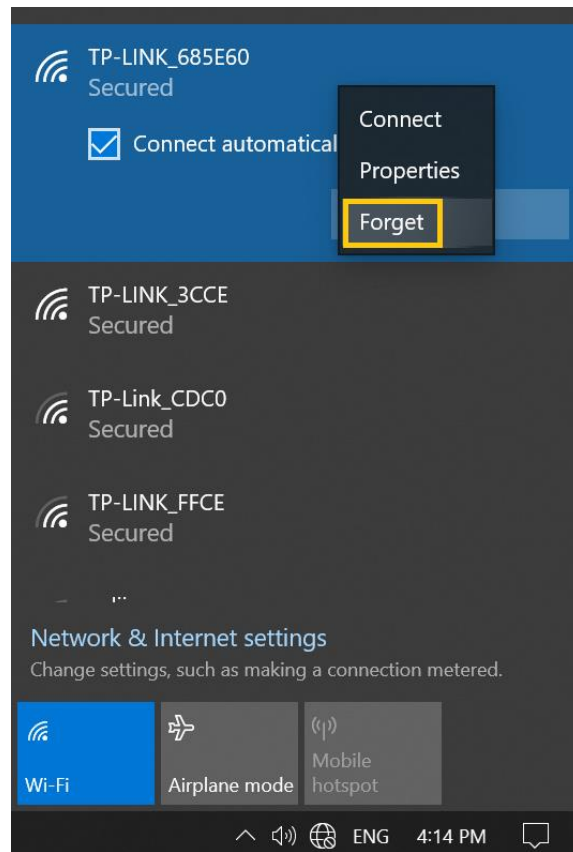 TP-LINK_685E60
Secured
Connect automatical
Connect
Properties
Forget
TP-LINK_3CCE
Secured
TP-Link_CDC0
Secured
TP-LINK_FFCE
Secured
Network & Internet settings
Change settings, such as making a connection metered.
Wi-Fi
Airplane mode
Mobile
hotspot
ENG
4:14 PM